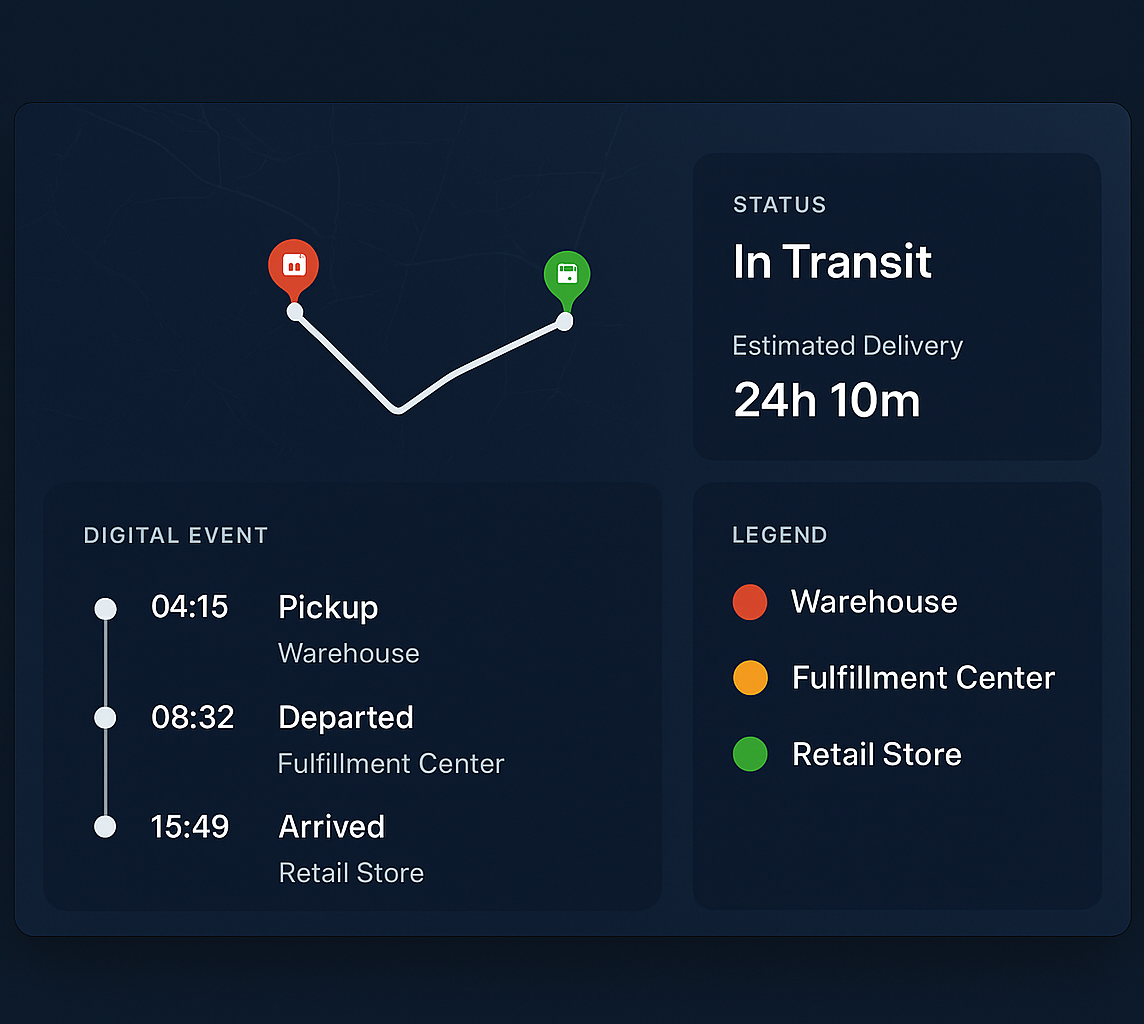 STATUS
In Transit
Estimated Delivery
24h 10m
DIGITAL EVENT
04:15 Pickup
Warehouse
08:32 Departed
Fulfillment Center
15:49 Arrived
Retail Store
LEGEND
Warehouse
Fulfillment Center
Retail Store